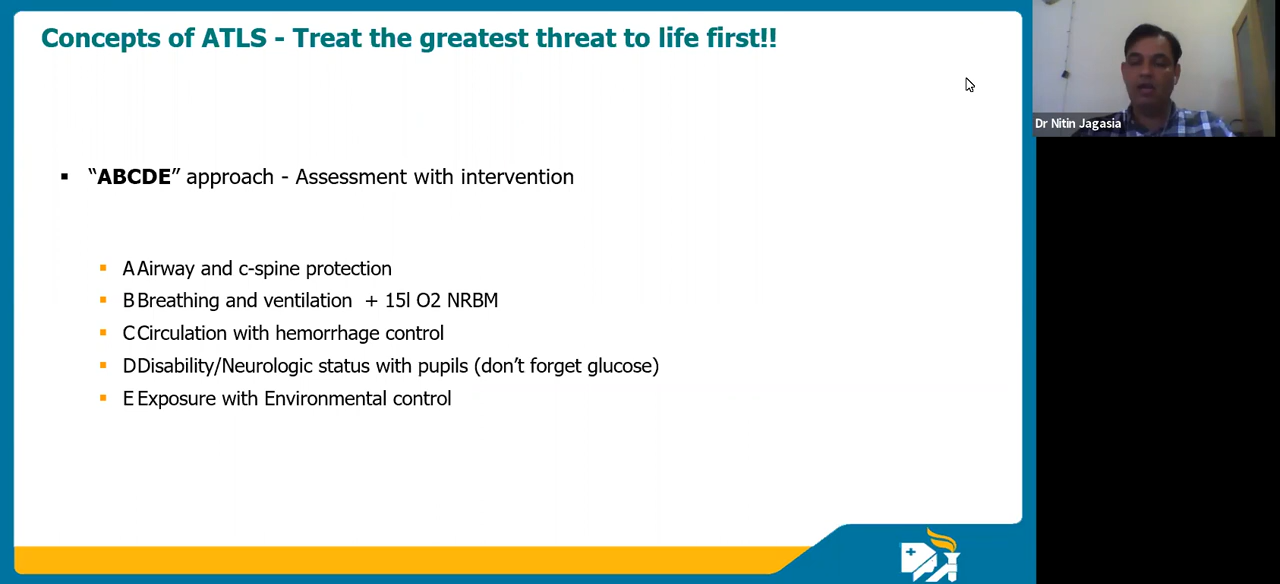 Concepts of ATLS - Treat the greatest threat to life first!!
Dr Nitin Jagasia
▪ “ABCDE” approach - Assessment with intervention
▪ A Airway and c-spine protection
▪ B Breathing and ventilation + 15l O2 NRBM
▪ C Circulation with hemorrhage control
▪ D Disability/Neurologic status with pupils (don’t forget glucose)
▪ E Exposure with Environmental control